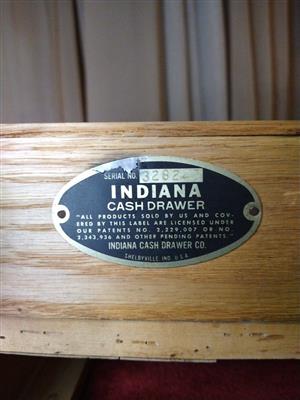 SERIAL NO.
INDIANA
CASH DRAWER
"ALL PRODUCTS SOLD BY US AND COV-
ERED BY THIS LABEL ARE LICENSED UNDER
OUR PATENTS NO. 2,229,007 OR NO.
2,343,936 AND OTHER PENDING PATENTS."
INDIANA CASH DRAWER CO.
SHELBYVILLE IND. U S A